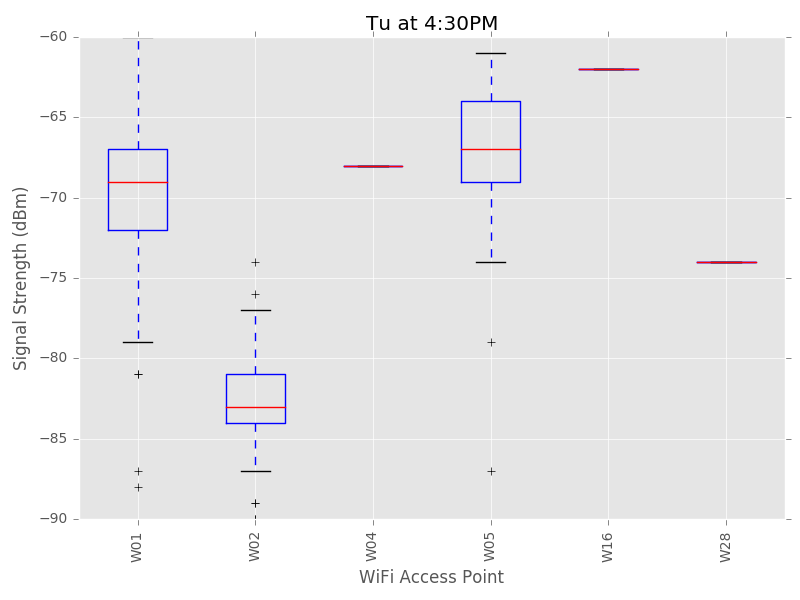 Tu at 4:30PM
−60
−65
−70
−75
−80
−85
−90
Signal Strength (dBm)
W01
W02
W04
W05
W16
W28
WiFi Access Point